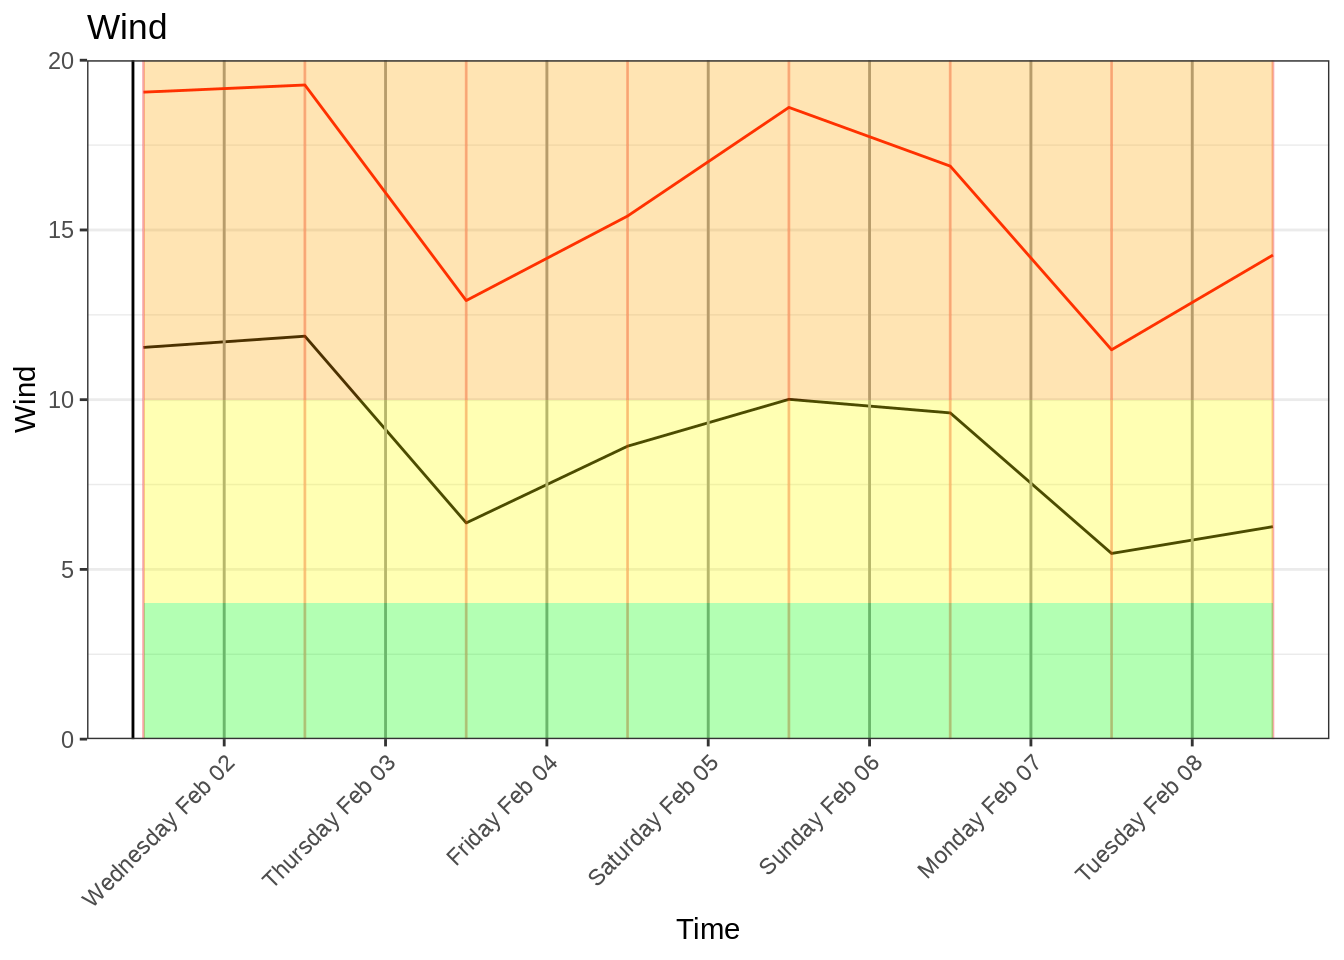 Wind
20
15
10
5
0
Wind
Wednesday Feb 02
Thursday Feb 03
Friday Feb 04
Saturday Feb 05
Sunday Feb 06
Monday Feb 07
Tuesday Feb 08
Time